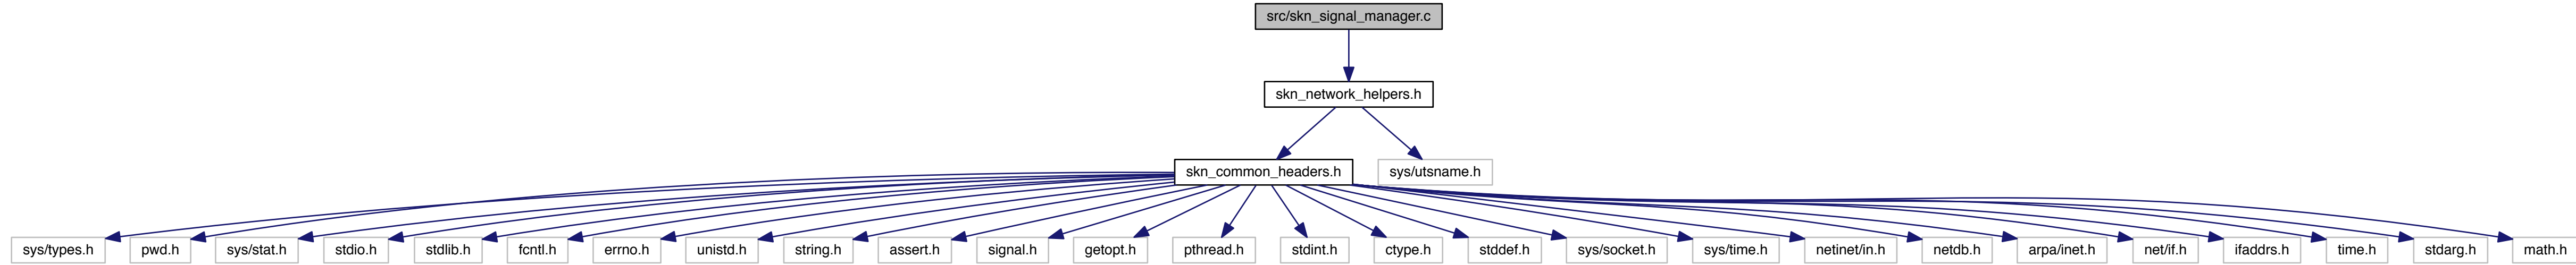 src/skn_signal_manager.c
skn_network_helpers.h
skn_common_headers.h
sys/utsname.h
sys/types.h
pwd.h
sys/stat.h
stdio.h
stdlib.h
fcntl.h
errno.h
unistd.h
string.h
assert.h
signal.h
getopt.h
pthread.h
stdint.h
ctype.h
stddef.h
sys/socket.h
sys/time.h
netinet/in.h
netdb.h
arpa/inet.h
net/if.h
ifaddrs.h
time.h
stdarg.h
math.h